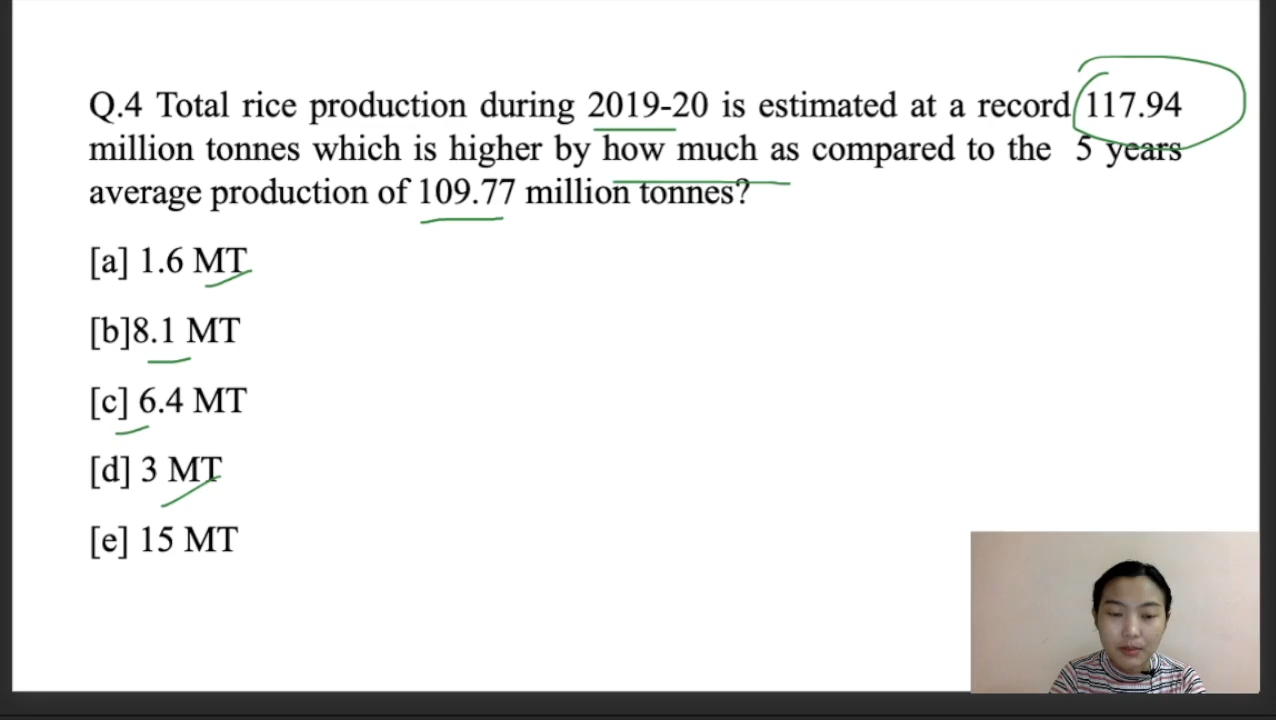 Q.4 Total rice production during 2019-20 is estimated at a record 117.94
million tonnes which is higher by how much as compared to the 5 years
average production of 109.77 million tonnes?
[a] 1.6 MT
[b]8.1 MT
[c] 6.4 MT
[d] 3 MT
[e] 15 MT